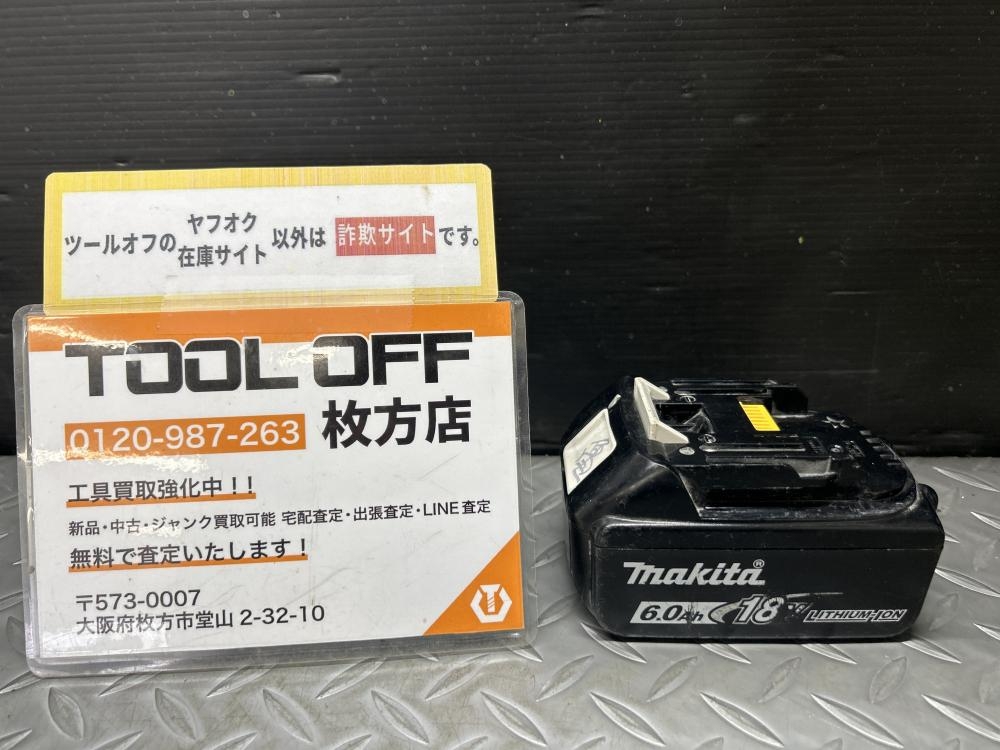 ツールオフの ヤフオク 在庫サイト 以外は 詐欺サイト です。
TOOL OFF
0120-987-263 枚方店
工具買取強化中！！
新品・中古・ジャンク買取可能 宅配査定・出張査定・LINE査定
無料で査定いたします！
〒573-0007
大阪府枚方市堂山 2-32-10
makita®
6.0Ah 18V LITHIUM-ION